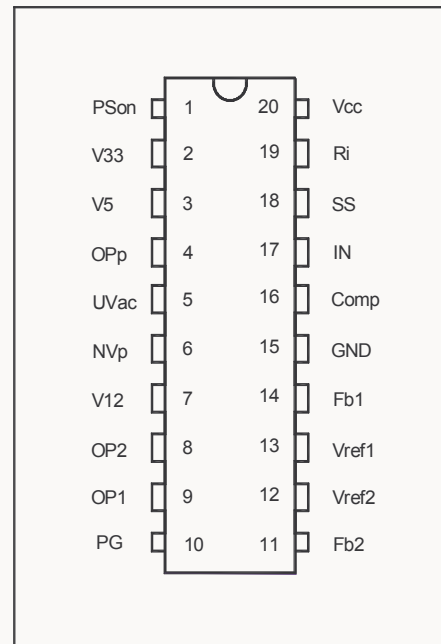 PSon 1 20 Vcc
V33 2 19 Ri
V5 3 18 SS
OPp 4 17 IN
UVac 5 16 Comp
NVp 6 15 GND
V12 7 14 Fb1
OP2 8 13 Vref1
OP1 9 12 Vref2
PG 10 11 Fb2